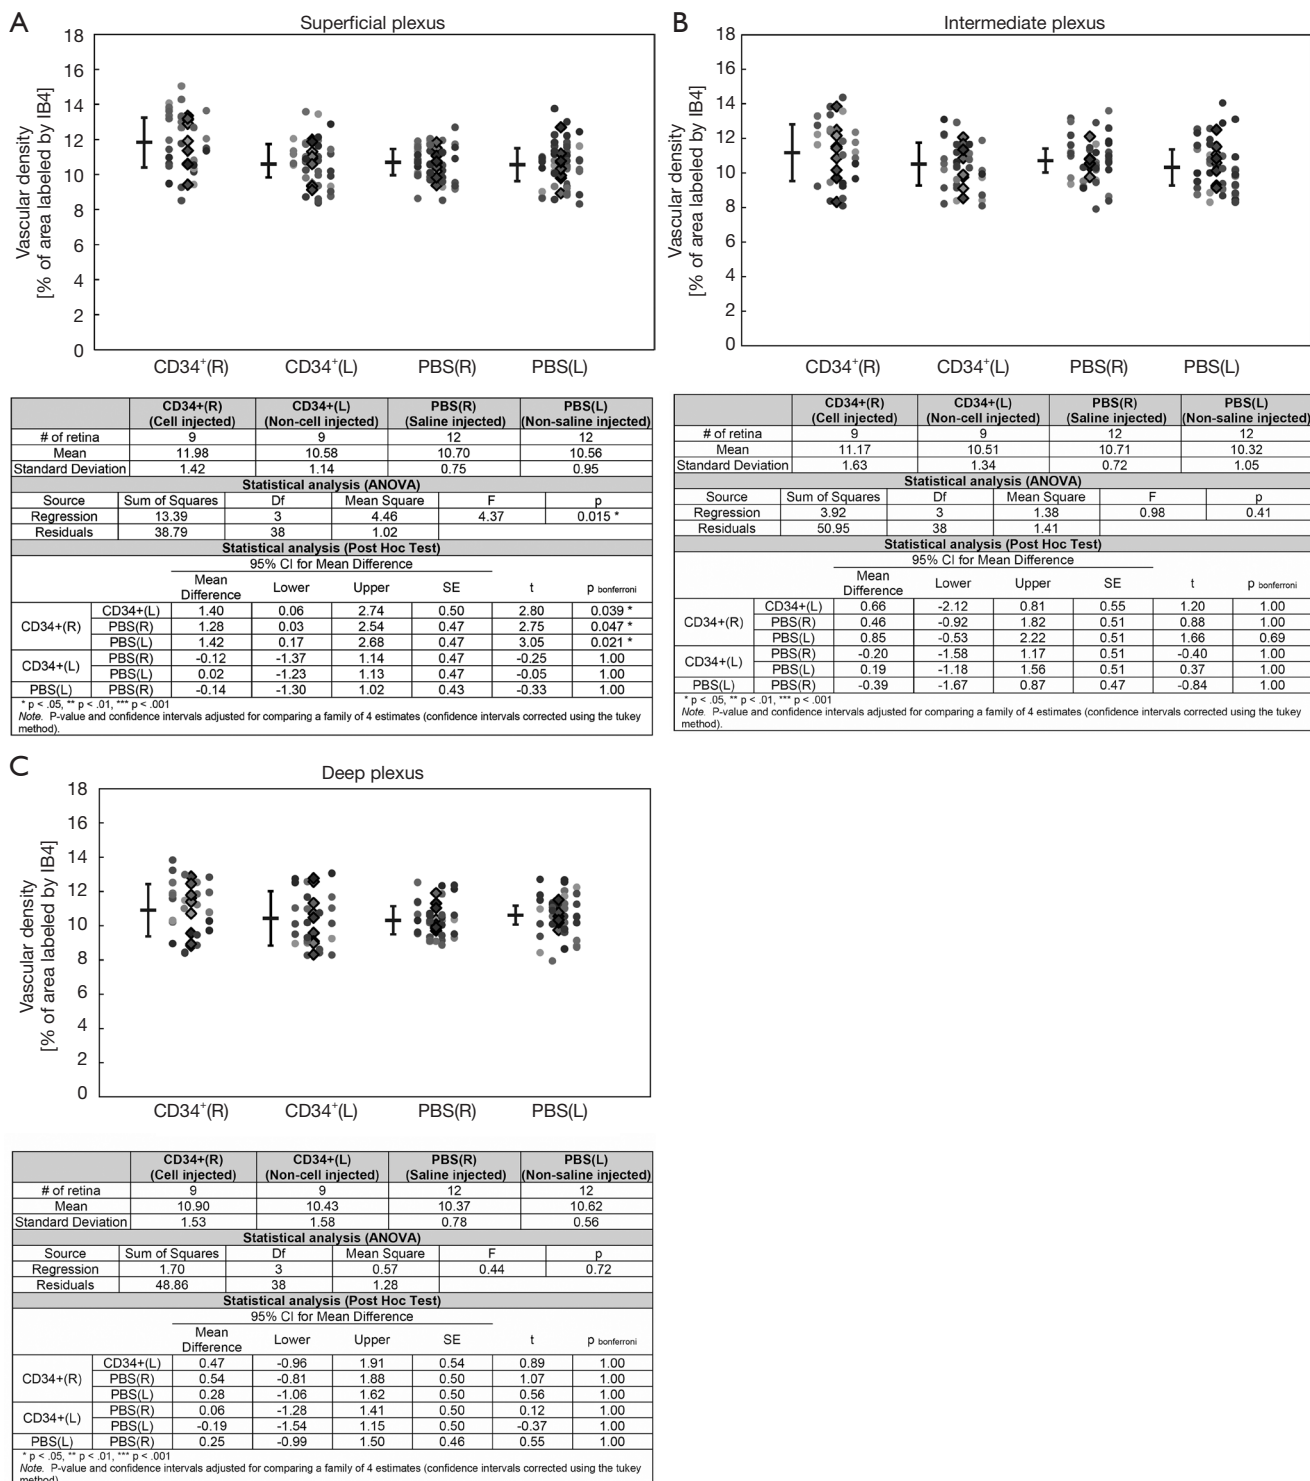 A
Superficial plexus
Vascular density
[% of area labeled by IB4]
18
16
14
12
10
8
6
4
2
0
CD34⁺(R) CD34⁺(L) PBS(R) PBS(L)
CD34+(R) CD34+(L) PBS(R) PBS(L)
(Cell injected) (Non-cell injected) (Saline injected) (Non-saline injected)
# of retina 9 9 12 12
Mean 11.98 10.58 10.70 10.56
Standard Deviation 1.42 1.14 0.75 0.95
Statistical analysis (ANOVA)
Source Sum of Squares Df Mean Square F p
Regression 13.39 3 4.46 4.37 0.015 *
Residuals 38.79 38 1.02
Statistical analysis (Post Hoc Test)
95% CI for Mean Difference
Mean Difference Lower Upper SE t p bonferroni
CD34+(R) CD34+(L) 1.40 0.06 2.74 0.50 2.80 0.039 *
PBS(R) 1.28 0.03 2.54 0.47 2.75 0.047 *
PBS(L) 1.42 0.17 2.68 0.47 3.05 0.021 *
CD34+(L) PBS(R) -0.12 -1.37 1.14 0.47 -0.25 1.00
PBS(L) 0.02 -1.23 1.13 0.47 -0.05 1.00
PBS(L) PBS(R) -0.14 -1.30 1.02 0.43 -0.33 1.00
* p < .05, ** p < .01, *** p < .001
Note. P-value and confidence intervals adjusted for comparing a family of 4 estimates (confidence intervals corrected using the tukey
method).
B
Intermediate plexus
Vascular density
[% of area labeled by IB4]
18
16
14
12
10
8
6
4
2
0
CD34⁺(R) CD34⁺(L) PBS(R) PBS(L)
CD34+(R) CD34+(L) PBS(R) PBS(L)
(Cell injected) (Non-cell injected) (Saline injected) (Non-saline injected)
# of retina 9 9 12 12
Mean 11.17 10.51 10.71 10.32
Standard Deviation 1.63 1.34 0.72 1.05
Statistical analysis (ANOVA)
Source Sum of Squares Df Mean Square F p
Regression 3.92 3 1.38 0.98 0.41
Residuals 50.95 38 1.41
Statistical analysis (Post Hoc Test)
95% CI for Mean Difference
Mean Difference Lower Upper SE t p bonferroni
CD34+(R) CD34+(L) 0.66 -2.12 0.81 0.55 1.20 1.00
PBS(R) 0.46 -0.92 1.82 0.51 0.88 1.00
PBS(L) 0.85 -0.53 2.22 0.51 1.66 0.69
CD34+(L) PBS(R) -0.20 -1.58 1.17 0.51 -0.40 1.00
PBS(L) 0.19 -1.18 1.56 0.51 0.37 1.00
PBS(L) PBS(R) -0.39 -1.67 0.87 0.47 -0.84 1.00
* p < .05, ** p < .01, *** p < .001
Note. P-value and confidence intervals adjusted for comparing a family of 4 estimates (confidence intervals corrected using the tukey
method).
C
Deep plexus
Vascular density
[% of area labeled by IB4]
18
16
14
12
10
8
6
4
2
0
CD34⁺(R) CD34⁺(L) PBS(R) PBS(L)
CD34+(R) CD34+(L) PBS(R) PBS(L)
(Cell injected) (Non-cell injected) (Saline injected) (Non-saline injected)
# of retina 9 9 12 12
Mean 10.90 10.43 10.37 10.62
Standard Deviation 1.53 1.58 0.78 0.56
Statistical analysis (ANOVA)
Source Sum of Squares Df Mean Square F p
Regression 1.70 3 0.57 0.44 0.72
Residuals 48.86 38 1.28
Statistical analysis (Post Hoc Test)
95% CI for Mean Difference
Mean Difference Lower Upper SE t p bonferroni
CD34+(R) CD34+(L) 0.47 -0.96 1.91 0.54 0.89 1.00
PBS(R) 0.54 -0.81 1.88 0.50 1.07 1.00
PBS(L) 0.28 -1.06 1.62 0.50 0.56 1.00
CD34+(L) PBS(R) 0.06 -1.28 1.41 0.50 0.12 1.00
PBS(L) -0.19 -1.54 1.15 0.50 -0.37 1.00
PBS(L) PBS(R) 0.25 -0.99 1.50 0.46 0.55 1.00
* p < .05, ** p < .01, *** p < .001
Note. P-value and confidence intervals adjusted for comparing a family of 4 estimates (confidence intervals corrected using the tukey
method)